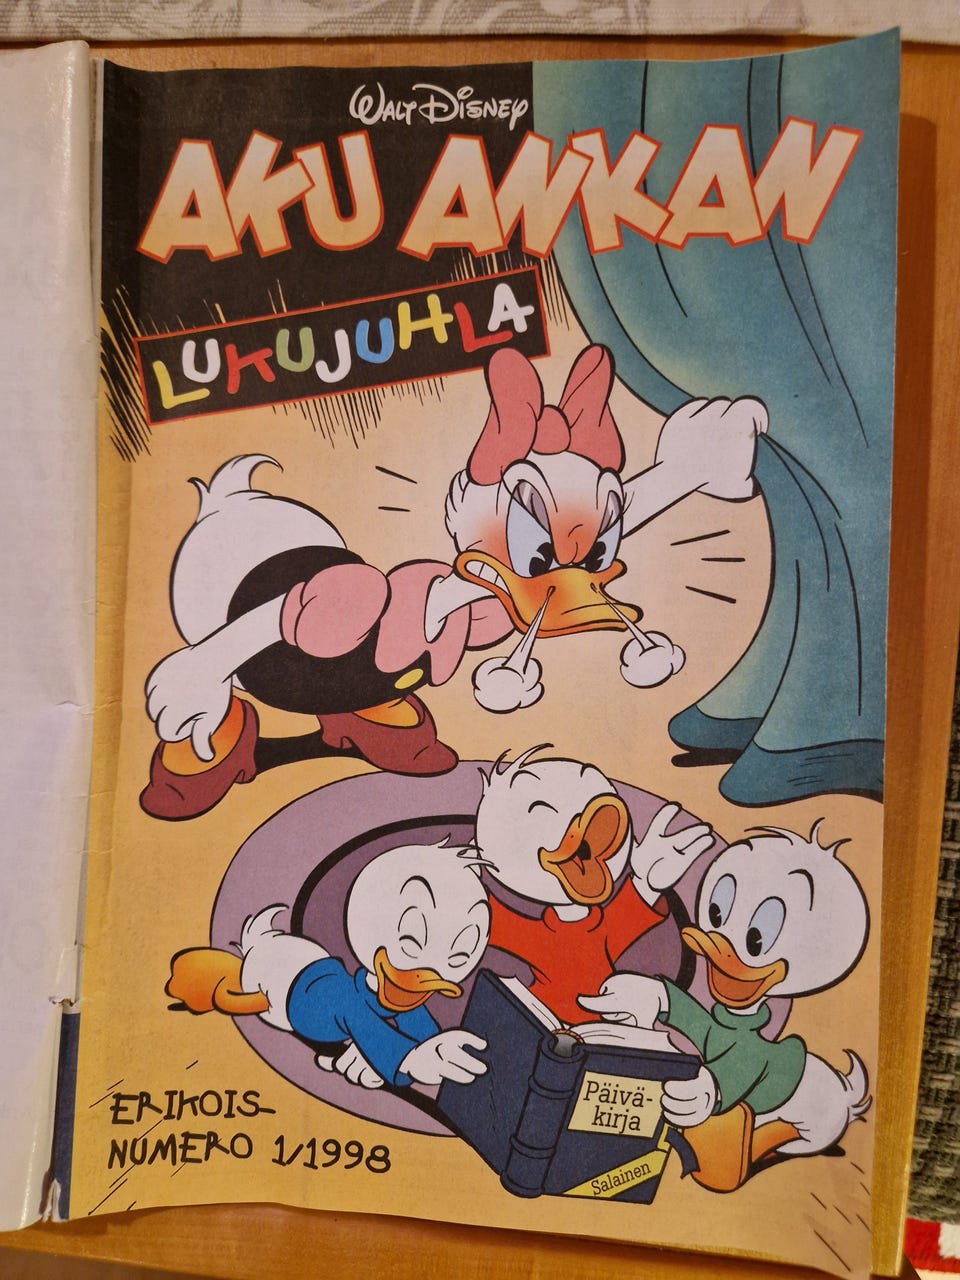 WALT DISNEY
AKU ANKAN
LUKUJUHLA
Päivä-
kirja
Salainen
ERIKOIS-
NUMERO 1/1998